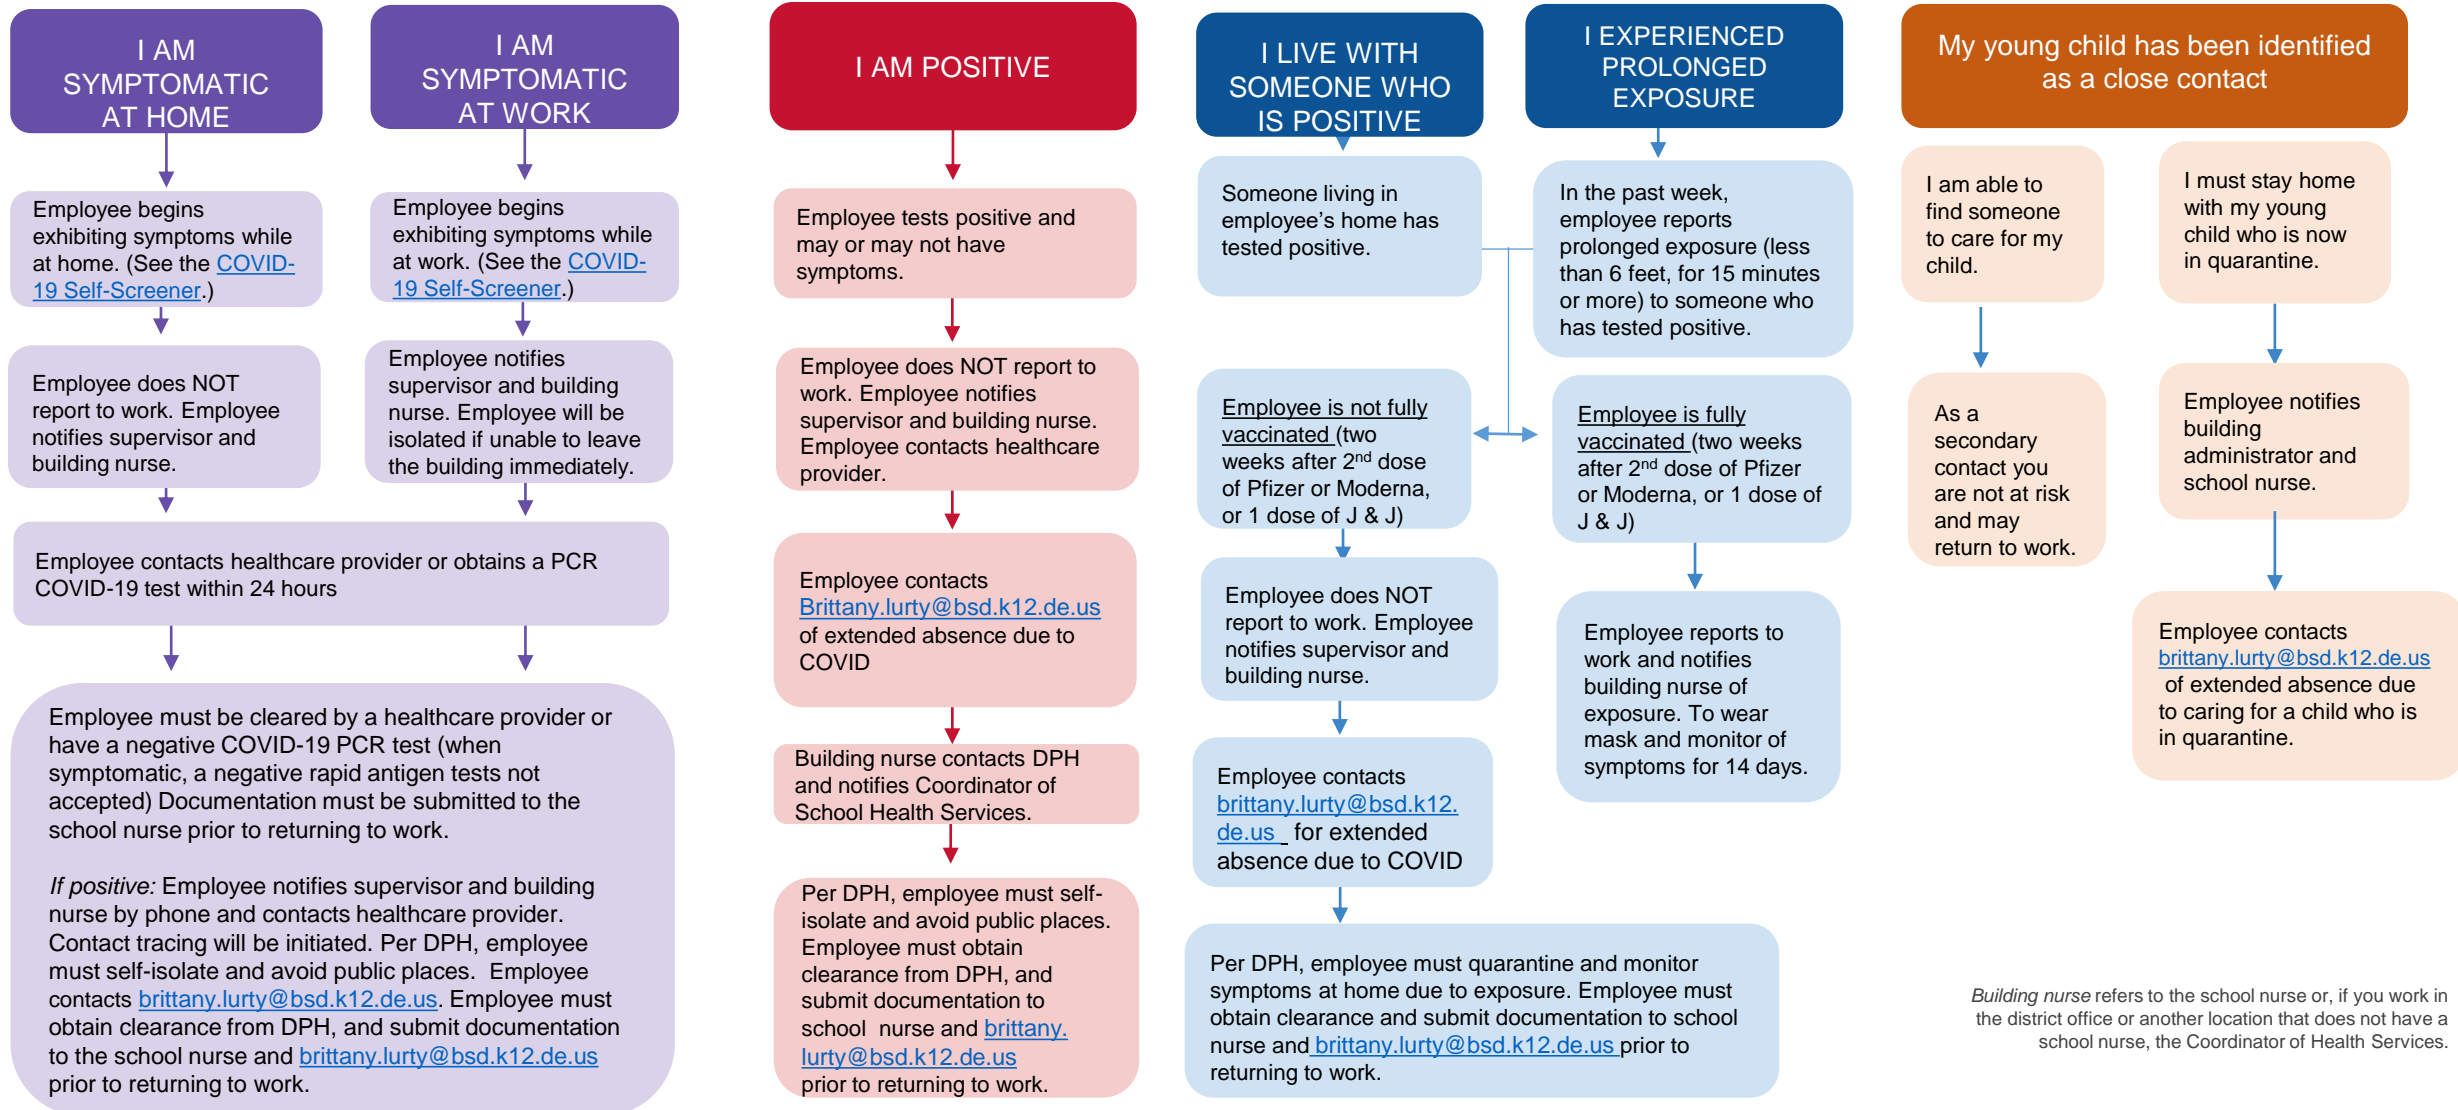 I AM
SYMPTOMATIC
AT HOME
Employee begins
exhibiting symptoms while
at home. (See the COVID-
19 Self-Screener.)
Employee does NOT
report to work. Employee
notifies supervisor and
building nurse.
I AM
SYMPTOMATIC
AT WORK
Employee begins
exhibiting symptoms while
at work. (See the COVID-
19 Self-Screener.)
Employee notifies
supervisor and building
nurse. Employee will be
isolated if unable to leave
the building immediately.
Employee contacts healthcare provider or obtains a PCR
COVID-19 test within 24 hours
Employee must be cleared by a healthcare provider or
have a negative COVID-19 PCR test (when
symptomatic, a negative rapid antigen tests not
accepted) Documentation must be submitted to the
school nurse prior to returning to work.
If positive: Employee notifies supervisor and building
nurse by phone and contacts healthcare provider.
Contact tracing will be initiated. Per DPH, employee
must self-isolate and avoid public places. Employee
contacts brittany.lurty@bsd.k12.de.us. Employee must
obtain clearance from DPH, and submit documentation
to the school nurse and brittany.lurty@bsd.k12.de.us
prior to returning to work.
I AM POSITIVE
Employee tests positive and
may or may not have
symptoms.
Employee does NOT report to
work. Employee notifies
supervisor and building nurse.
Employee contacts healthcare
provider.
Employee contacts
Brittany.lurty@bsd.k12.de.us
of extended absence due to
COVID
Building nurse contacts DPH
and notifies Coordinator of
School Health Services.
Per DPH, employee must self-
isolate and avoid public places.
Employee must obtain
clearance from DPH, and
submit documentation to
school nurse and brittany.
lurty@bsd.k12.de.us
prior to returning to work.
I LIVE WITH
SOMEONE WHO
IS POSITIVE
Someone living in
employee's home has
tested positive.
I EXPERIENCED
PROLONGED
EXPOSURE
In the past week,
employee reports
prolonged exposure (less
than 6 feet, for 15 minutes
or more) to someone who
has tested positive.
Employee is not fully
vaccinated (two
weeks after 2nd dose
of Pfizer or Moderna,
or 1 dose of J & J)
Employee does NOT
report to work. Employee
notifies supervisor and
building nurse.
Employee contacts
brittany.lurty@bsd.k12.
de.us for extended
absence due to COVID
Per DPH, employee must quarantine and monitor
symptoms at home due to exposure. Employee must
obtain clearance and submit documentation to school
nurse and brittany.lurty@bsd.k12.de.us prior to
returning to work.
Employee is fully
vaccinated (two weeks
after 2nd dose of Pfizer
or Moderna, or 1 dose of
J & J)
Employee reports to
work and notifies
building nurse of
exposure. To wear
mask and monitor of
symptoms for 14 days.
My young child has been identified
as a close contact
I am able to
find someone
to care for my
child.
As a
secondary
contact you
are not at risk
and may
return to work.
I must stay home
with my young
child who is now
in quarantine.
Employee notifies
building
administrator and
school nurse.
Employee contacts
brittany.lurty@bsd.k12.de.us
of extended absence due
to caring for a child who is
in quarantine.
Building nurse refers to the school nurse or, if you work in
the district office or another location that does not have a
school nurse, the Coordinator of Health Services.